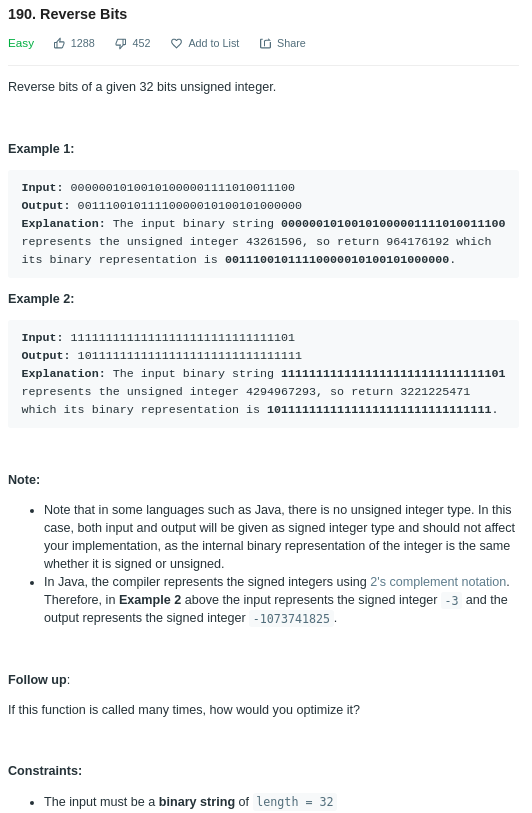 190. Reverse Bits
Easy 1288 452 Add to List Share
Reverse bits of a given 32 bits unsigned integer.
Example 1:
Input: 00000010100101000001111010011100
Output: 00111001011110000010100101000000
Explanation: The input binary string 00000010100101000001111010011100
represents the unsigned integer 43261596, so return 964176192 which
its binary representation is 00111001011110000010100101000000.
Example 2:
Input: 11111111111111111111111111111101
Output: 10111111111111111111111111111111
Explanation: The input binary string 11111111111111111111111111111101
represents the unsigned integer 4294967293, so return 3221225471
which its binary representation is 10111111111111111111111111111111.
Note:
• Note that in some languages such as Java, there is no unsigned integer type. In this
case, both input and output will be given as signed integer type and should not affect
your implementation, as the internal binary representation of the integer is the same
whether it is signed or unsigned.
• In Java, the compiler represents the signed integers using 2's complement notation.
Therefore, in Example 2 above the input represents the signed integer -3 and the
output represents the signed integer -1073741825.
Follow up:
If this function is called many times, how would you optimize it?
Constraints:
• The input must be a binary string of length = 32